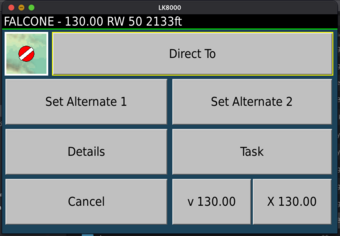 LK8000
FALCONE - 130.00 RW 50 2133ft
Direct To
Set Alternate 1
Set Alternate 2
Details
Task
Cancel
v 130.00
X 130.00